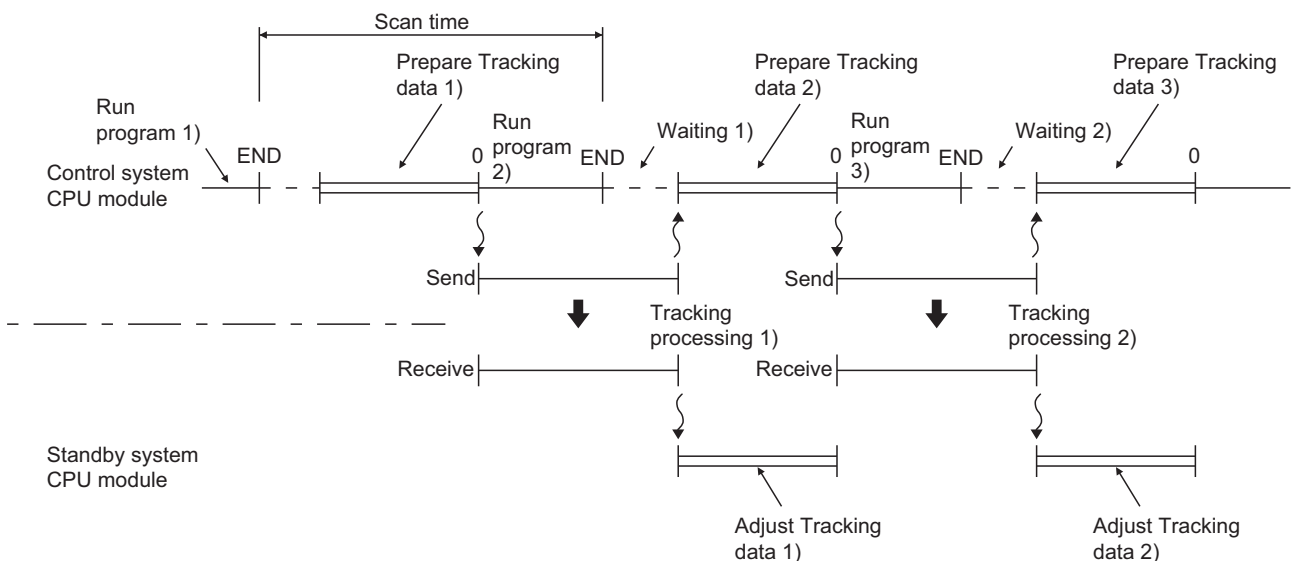 Scan time
Prepare Tracking
data 1)
Prepare Tracking
data 2)
Prepare Tracking
data 3)
Run
program 1)
END
0
Run
program
2)
END
Waiting 1)
0
Run
program
3)
END
Waiting 2)
0
Control system
CPU module
Send
Send
Tracking
processing 1)
Tracking
processing 2)
Receive
Receive
Standby system
CPU module
Adjust Tracking
data 1)
Adjust Tracking
data 2)